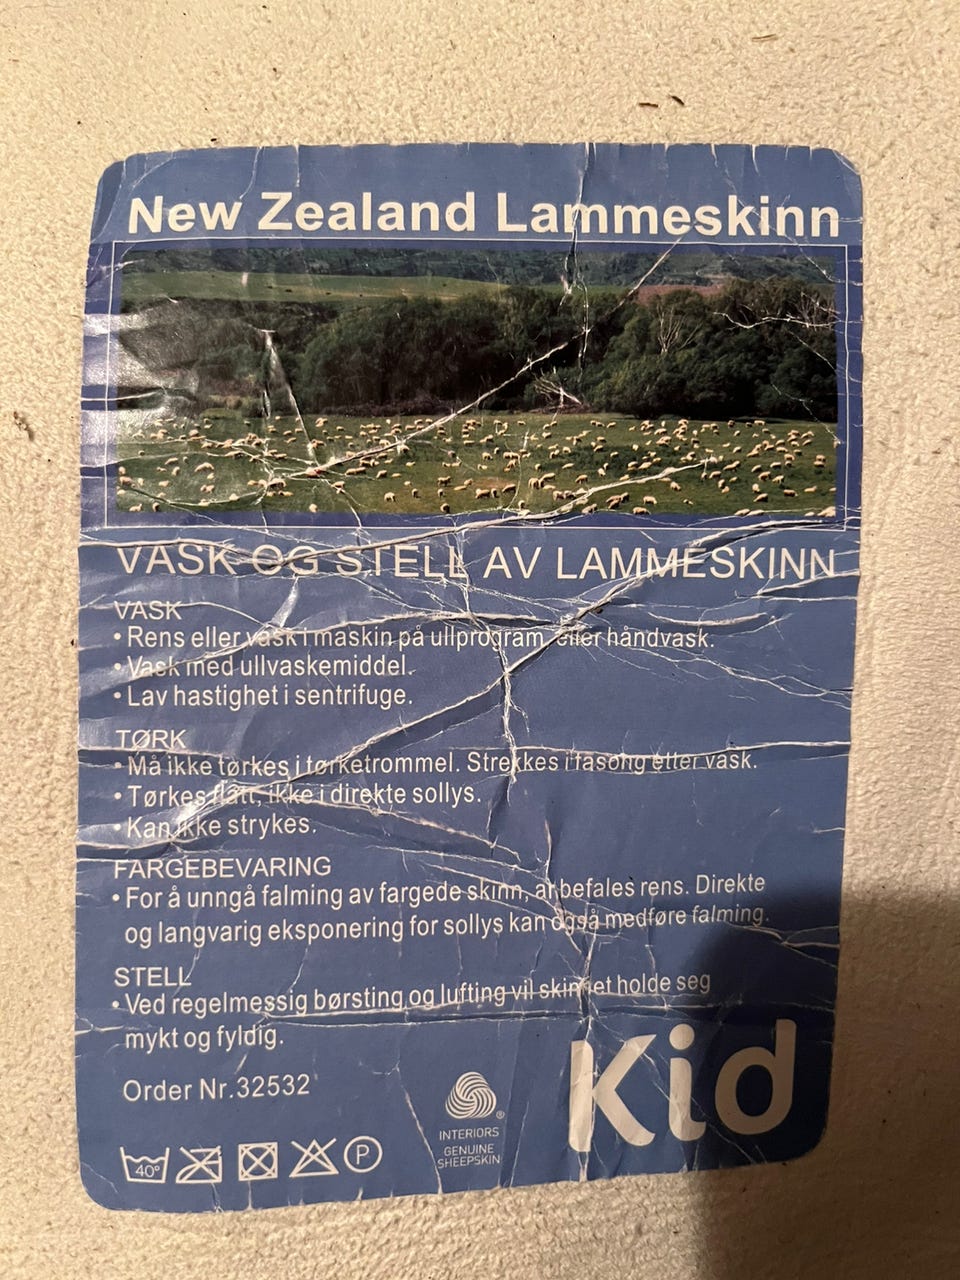 New Zealand Lammeskinn
VASK OG STELL AV LAMMESKINN
VASK
• Rens eller vask i maskin på ullprogram, eller håndvask.
• Vask med ullvaskemiddel.
• Lav hastighet i sentrifuge.
TØRK
• Må ikke tørkes i tørketrommel. Strekkes i fasong etter vask.
• Tørkes flatt, ikke i direkte sollys.
• Kan ikke strykes.
FARGEBEVARING
• For å unngå falming av fargede skinn, anbefales rens. Direkte
og langvarig eksponering for sollys kan også medføre falming.
STELL
• Ved regelmessig børsting og lufting vil skinnet holde seg
mykt og fyldig.
Order Nr.32532
Kid
®
INTERIORS
GENUINE
SHEEPSKIN
40°
P